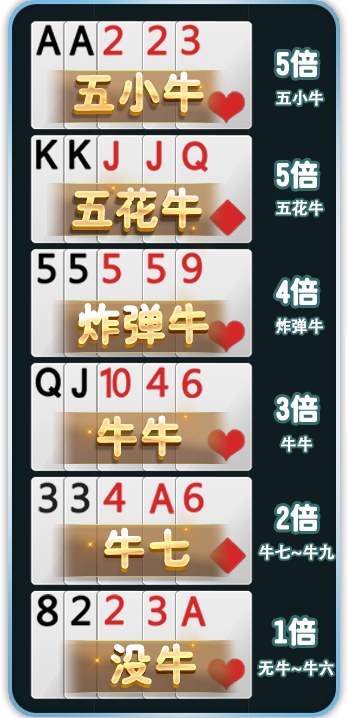 A A 2 2 3
五小牛
5倍
五小牛
K K J J Q
五花牛
5倍
五花牛
5 5 5 5 9
炸弹牛
4倍
炸弹牛
Q J 10 4 6
牛牛
3倍
牛牛
3 3 4 A 6
牛七
2倍
牛七~牛九
8 2 2 3 A
没牛
1倍
无牛~牛六